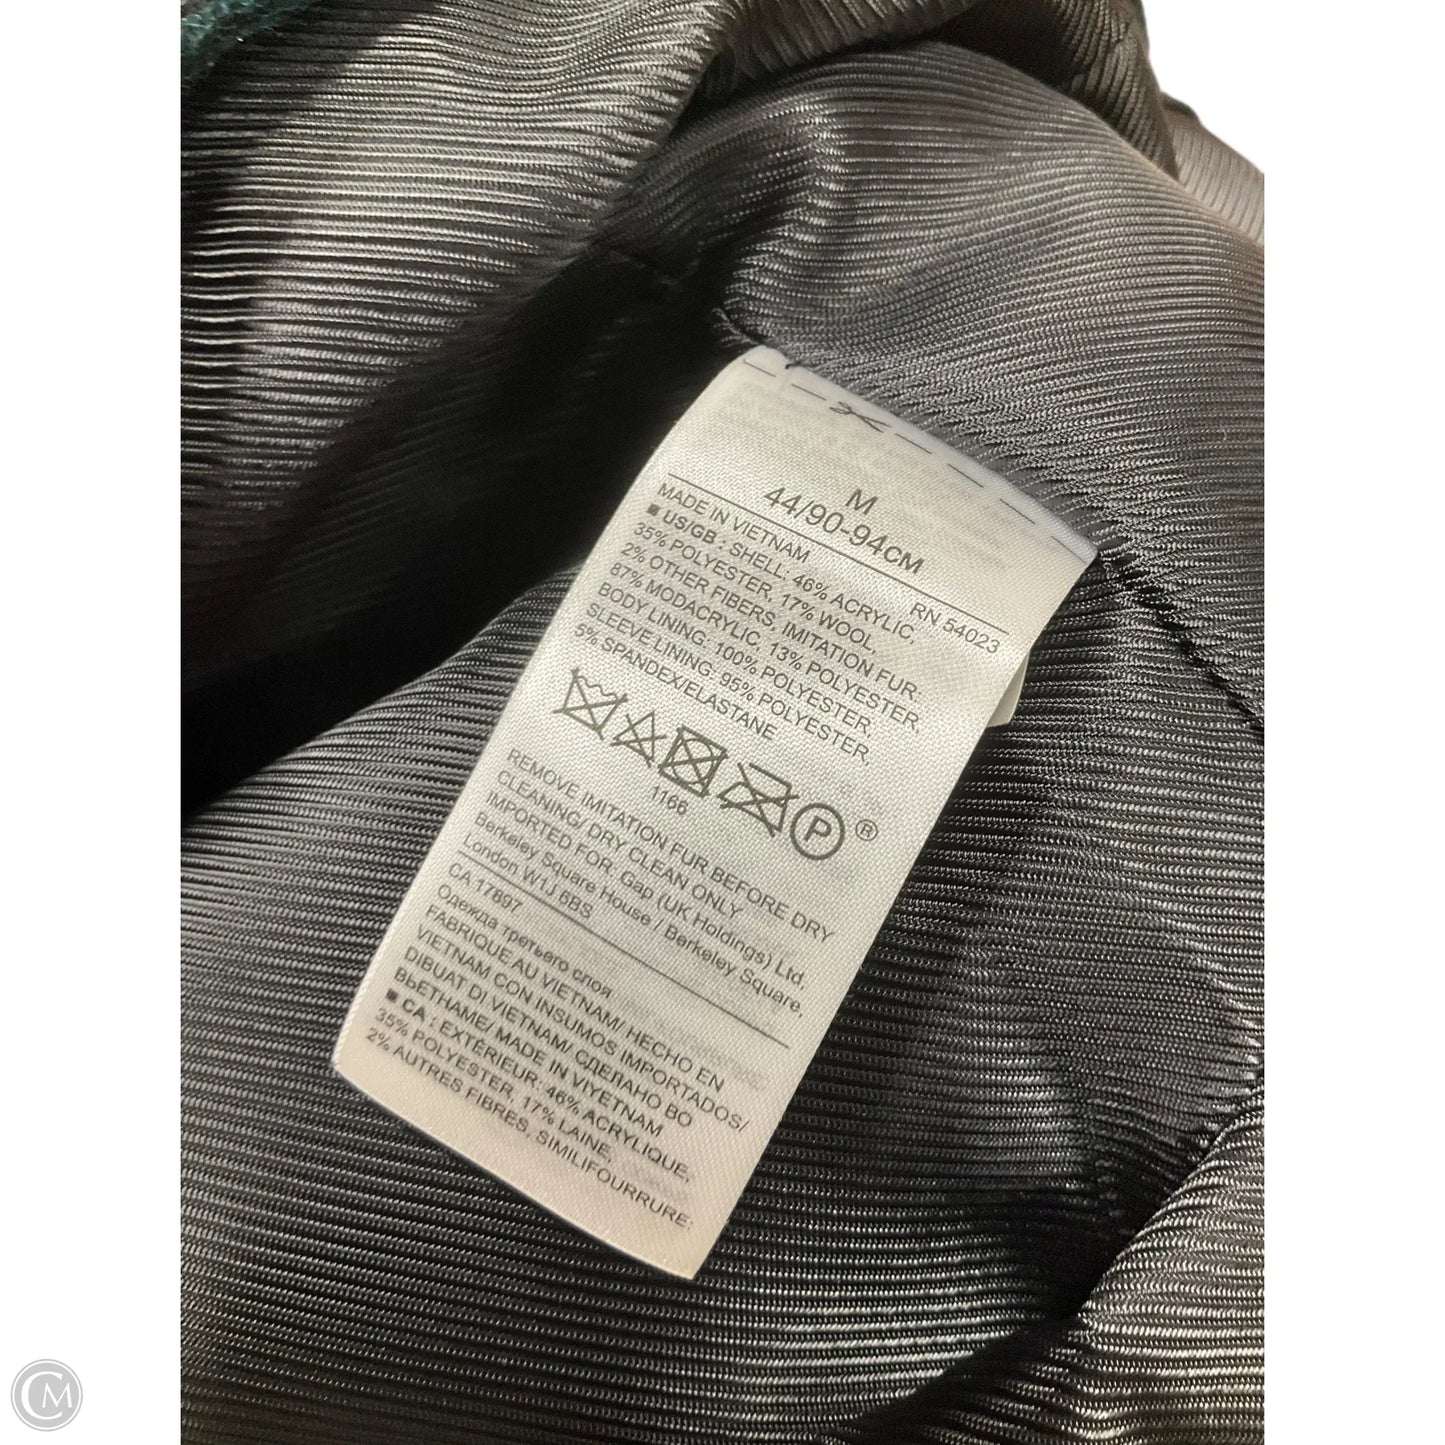 M
44/90-94CM
MADE IN VIETNAM RN 54023
■ US/GB : SHELL: 46% ACRYLIC,
35% POLYESTER, 17% WOOL,
2% OTHER FIBERS, IMITATION FUR
87% MODACRYLIC, 13% POLYESTER,
BODY LINING: 100% POLYESTER,
SLEEVE LINING: 95% POLYESTER,
5% SPANDEX/ELASTANE
P ®
1166
REMOVE IMITATION FUR BEFORE DRY
CLEANING/ DRY CLEAN ONLY
IMPORTED FOR: Gap (UK Holdings) Ltd,
Berkeley Square House / Berkeley Square,
London W1J 6BS
CA 17897
Одежда третьего слоя
FABRIQUE AU VIETNAM/ HECHO EN
VIETNAM CON INSUMOS IMPORTADOS/
DIBUAT DI VIETNAM/ СДЕЛАНО ВО
ВЬЕТНАМЕ/ MADE IN VIYETNAM
■ CA : EXTÉRIEUR: 46% ACRYLIQUE,
35% POLYESTER, 17% LAINE,
2% AUTRES FIBRES, SIMILIFOURRURE:
CM